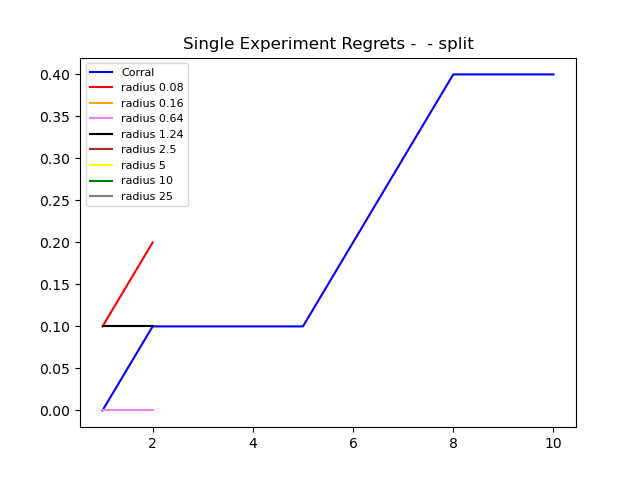 Single Experiment Regrets -  - split
0.40
0.35
0.30
0.25
0.20
0.15
0.10
0.05
0.00
Corral
radius 0.08
radius 0.16
radius 0.64
radius 1.24
radius 2.5
radius 5
radius 10
radius 25
2 4 6 8 10